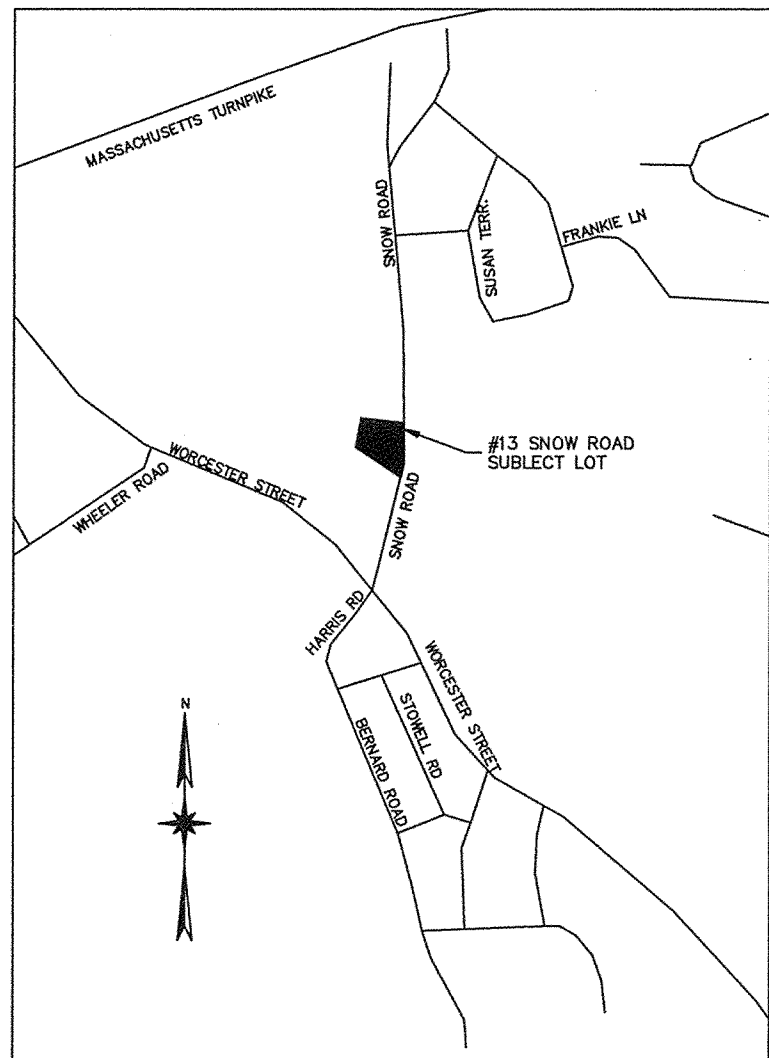 MASSACHUSETTS TURNPIKE
SNOW ROAD
SUSAN TERR.
FRANKIE LN
#13 SNOW ROAD
SUBLECT LOT
WORCESTER STREET
WHEELER ROAD
SNOW ROAD
HARRIS RD
WORCESTER STREET
STOWELL RD
BERNARD ROAD
N